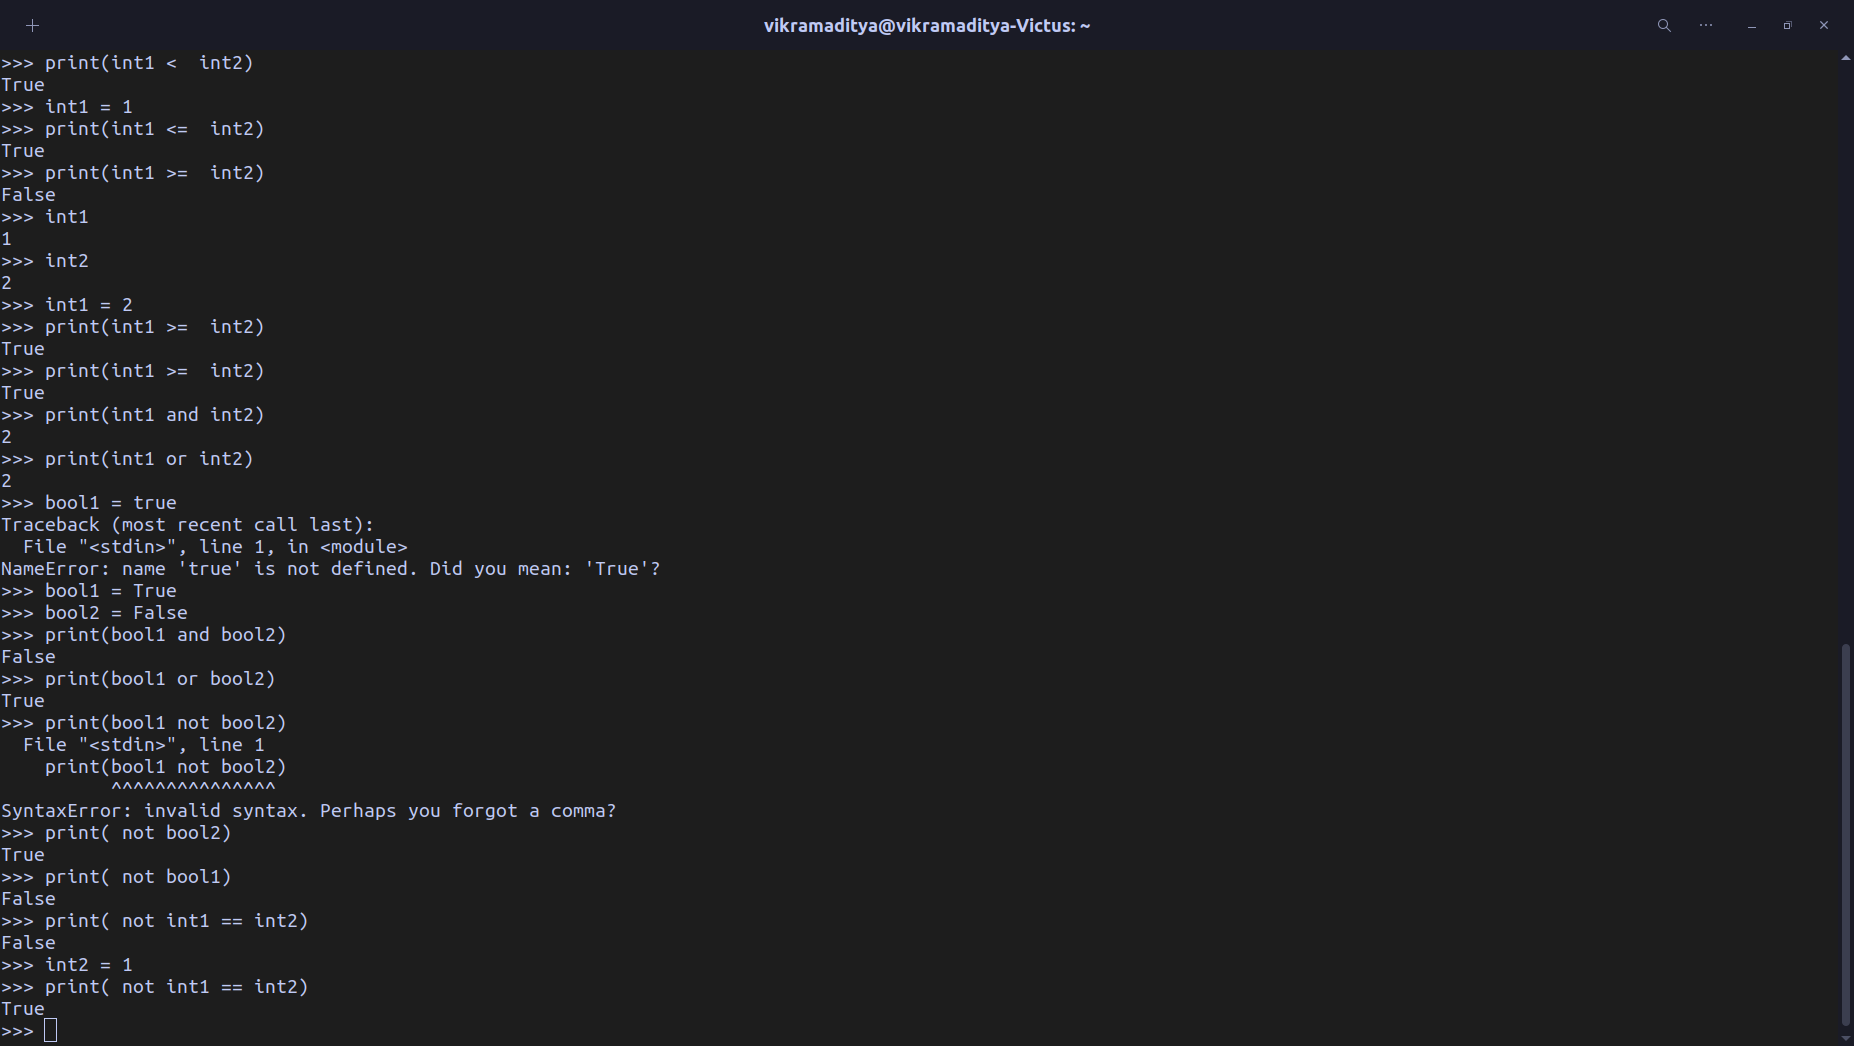 vikramaditya@vikramaditya-Victus: ~
>>> print(int1 <  int2)
True
>>> int1 = 1
>>> print(int1 <=  int2)
True
>>> print(int1 >=  int2)
False
>>> int1
1
>>> int2
2
>>> int1 = 2
>>> print(int1 >=  int2)
True
>>> print(int1 >=  int2)
True
>>> print(int1 and int2)
2
>>> print(int1 or int2)
2
>>> bool1 = true
Traceback (most recent call last):
  File "<stdin>", line 1, in <module>
NameError: name 'true' is not defined. Did you mean: 'True'?
>>> bool1 = True
>>> bool2 = False
>>> print(bool1 and bool2)
False
>>> print(bool1 or bool2)
True
>>> print(bool1 not bool2)
  File "<stdin>", line 1
    print(bool1 not bool2)
          ^^^^^^^^^^^^^^^
SyntaxError: invalid syntax. Perhaps you forgot a comma?
>>> print( not bool2)
True
>>> print( not bool1)
False
>>> print( not int1 == int2)
False
>>> int2 = 1
>>> print( not int1 == int2)
True
>>>